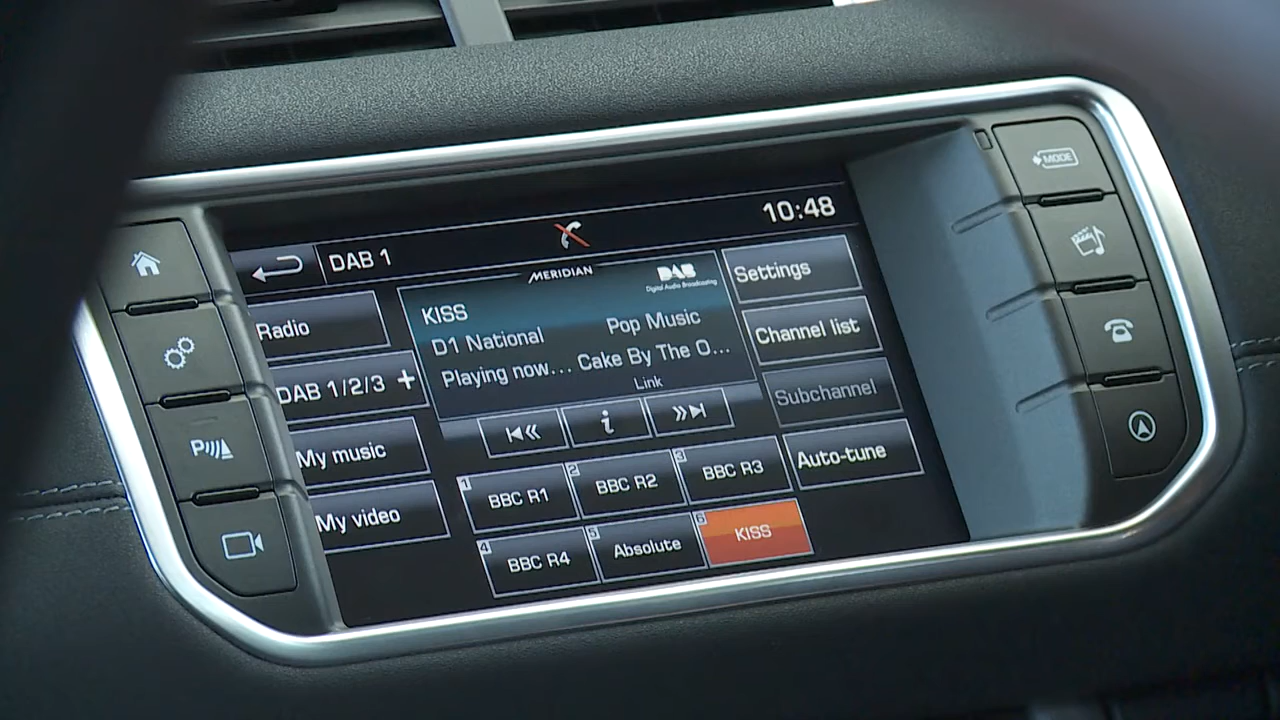 MODE
10:48
DAB 1
MERIDIAN
DAB
Digital Audio Broadcasting
Settings
Radio
KISS
D1 National
Pop Music
Channel list
DAB 1/2/3 +
Playing now... Cake By The O...
Link
Subchannel
My music
i
Auto-tune
1 BBC R1
2 BBC R2
3 BBC R3
My video
4 BBC R4
5 Absolute
6 KISS
P